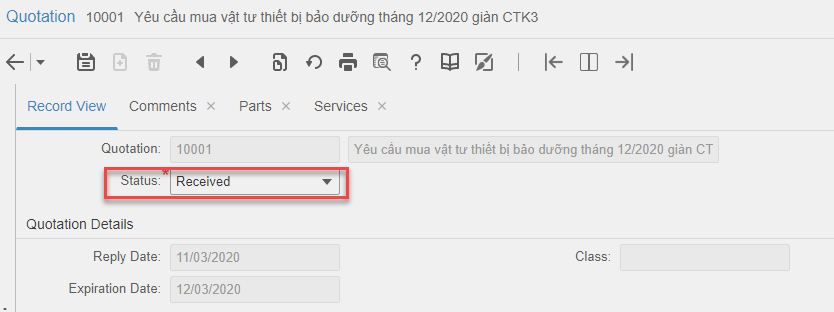 Quotation 10001 Yêu cầu mua vật tư thiết bị bảo dưỡng tháng 12/2020 giàn CTK3
Record View Comments × Parts × Services ×
Quotation: 10001 Yêu cầu mua vật tư thiết bị bảo dưỡng tháng 12/2020 giàn CT
Status: * Received
Quotation Details
Reply Date: 11/03/2020 Class:
Expiration Date: 12/03/2020